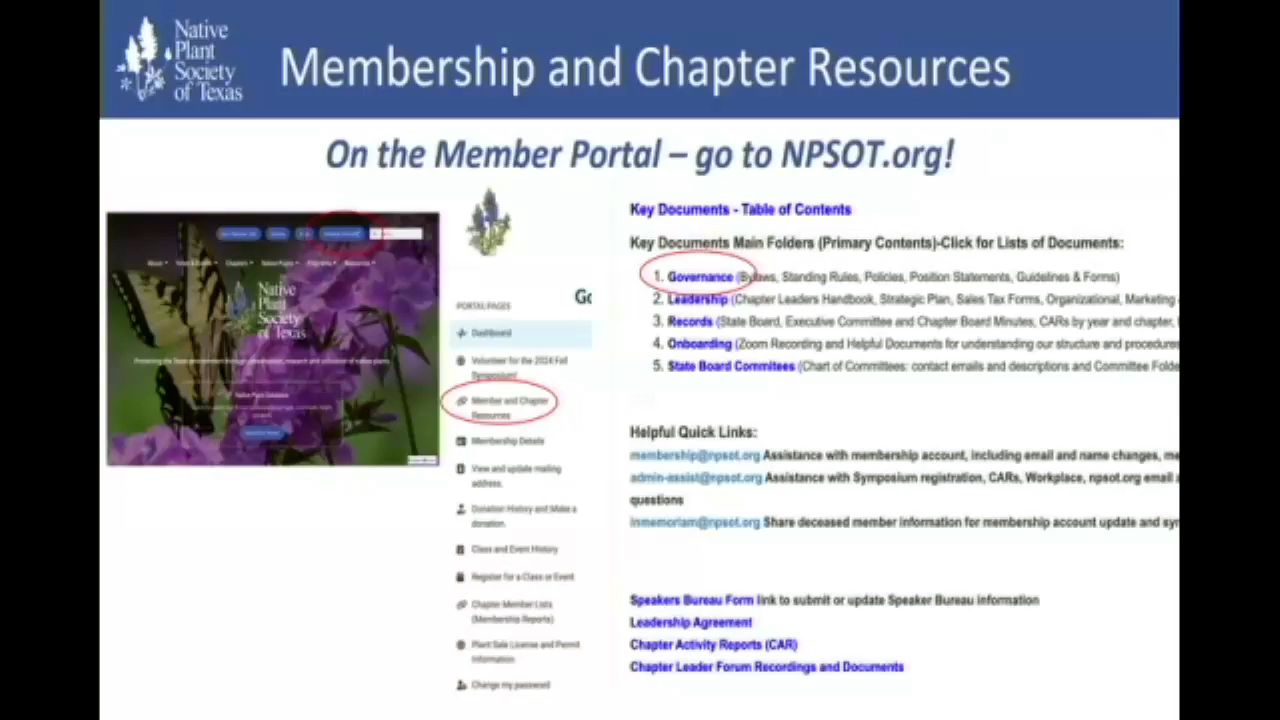 Native
Plant
Society
of Texas
Membership and Chapter Resources
On the Member Portal – go to NPSOT.org!
Native
Plant
Society
of Texas
PORTAL PAGES
Dashboard
Volunteer for the 2024 Fall
Symposium!
Member and Chapter
Resources
Membership Details
View and update mailing
address.
Donation History and Make a
donation.
Class and Event History
Register for a Class or Event
Chapter Member Lists
(Membership Reports)
Plant Sale License and Permit
Information
Change my password
Key Documents - Table of Contents
Key Documents Main Folders (Primary Contents)-Click for Lists of Documents:
1. Governance (Bylaws, Standing Rules, Policies, Position Statements, Guidelines & Forms)
2. Leadership (Chapter Leaders Handbook, Strategic Plan, Sales Tax Forms, Organizational, Marketing
3. Records (State Board, Executive Committee and Chapter Board Minutes, CARs by year and chapter,
4. Onboarding (Zoom Recording and Helpful Documents for understanding our structure and procedures
5. State Board Commitees (Chart of Committees: contact emails and descriptions and Committee Folde
Helpful Quick Links:
membership@npsot.org Assistance with membership account, including email and name changes, me
admin-assist@npsot.org Assistance with Symposium registration, CARs, Workplace, npsot.org email a
questions
inmemoriam@npsot.org Share deceased member information for membership account update and syr
Speakers Bureau Form link to submit or update Speaker Bureau information
Leadership Agreement
Chapter Activity Reports (CAR)
Chapter Leader Forum Recordings and Documents